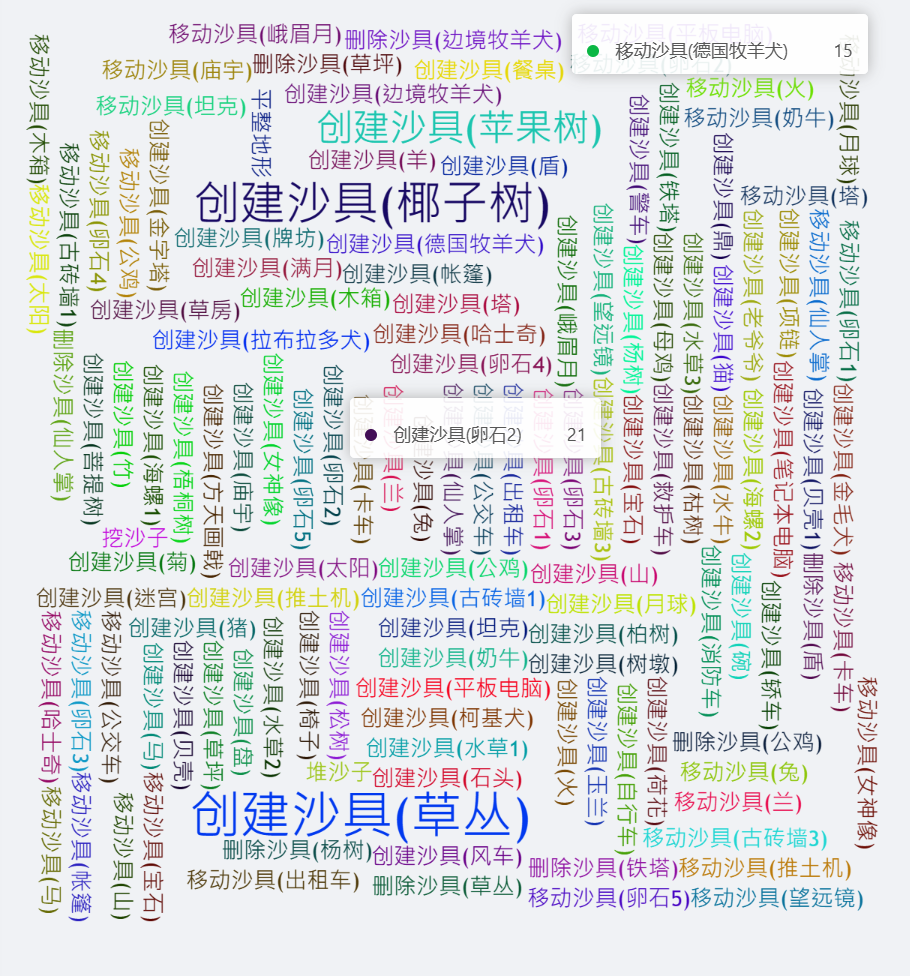 移动沙具(峨眉月)
删除沙具(边境牧羊犬)
移动沙具(平板电脑)
移动沙具(德国牧羊犬) 15
移动沙具(卵石2)
移动沙具(庙宇)
删除沙具(草坪)
创建沙具(餐桌)
移动沙具(火)
移动沙具(坦克)
创建沙具(边境牧羊犬)
移动沙具(奶牛)
创建沙具(苹果树)
平整地形
移动沙具(木箱)
移动沙具(太阳)
移动沙具(古砖墙1)
移动沙具(卵石4)
移动沙具(公鸡)
创建沙具(金字塔)
创建沙具(羊)
创建沙具(盾)
创建沙具(椰子树)
创建沙具(牌坊)
创建沙具(德国牧羊犬)
创建沙具(满月)
创建沙具(帐篷)
创建沙具(草房)
创建沙具(木箱)
创建沙具(塔)
创建沙具(拉布拉多犬)
创建沙具(哈士奇)
创建沙具(卵石4)
创建沙具(峨眉月)
创建沙具(望远镜)
创建沙具(警车)
创建沙具(铁塔)
创建沙具(鼎)
移动沙具(塔)
移动沙具(月球)
创建沙具(杨树)
创建沙具(母鸡)
创建沙具(水草3)
创建沙具(猫)
创建沙具(老爷爷)
创建沙具(项链)
移动沙具(仙人掌)
移动沙具(卵石1)
删除沙具(仙人掌)
创建沙具(菩提树)
创建沙具(竹)
创建沙具(海螺1)
创建沙具(梧桐树)
创建沙具(方天画戟)
创建沙具(庙宇)
创建沙具(女神像)
创建沙具(卵石5)
创建沙具(卵石2)
创建沙具(卡车)
创建沙具(兰)
创建沙具(兔)
创建沙具(仙人掌)
创建沙具(公交车)
创建沙具(出租车)
创建沙具(卵石1)
创建沙具(卵石3)
创建沙具(古砖墙3)
创建沙具(宝石)
创建沙具(救护车)
创建沙具(枯树)
创建沙具(水牛)
创建沙具(海螺2)
创建沙具(笔记本电脑)
创建沙具(贝壳1)
创建沙具(金毛犬)
创建沙具(卵石2) 21
挖沙子
创建沙具(菊)
创建沙具(太阳)
创建沙具(公鸡)
创建沙具(山)
创建沙具(迷宫)
创建沙具(推土机)
创建沙具(古砖墙1)
创建沙具(月球)
创建沙具(消防车)
创建沙具(碗)
创建沙具(轿车)
删除沙具(盾)
移动沙具(卡车)
移动沙具(哈士奇)
移动沙具(卵石3)
移动沙具(公交车)
创建沙具(猪)
创建沙具(马)
创建沙具(贝壳)
创建沙具(草坪)
创建沙具(盘)
创建沙具(水草2)
创建沙具(椅子)
创建沙具(松树)
创建沙具(坦克)
创建沙具(柏树)
创建沙具(奶牛)
创建沙具(树墩)
创建沙具(平板电脑)
创建沙具(柯基犬)
创建沙具(水草1)
堆沙子
创建沙具(石头)
创建沙具(火)
创建沙具(玉兰)
创建沙具(自行车)
创建沙具(荷花)
删除沙具(公鸡)
移动沙具(兔)
移动沙具(兰)
移动沙具(古砖墙3)
移动沙具(女神像)
移动沙具(马)
移动沙具(帐篷)
移动沙具(山)
移动沙具(宝石)
创建沙具(草丛)
删除沙具(杨树)
创建沙具(风车)
删除沙具(铁塔)
移动沙具(推土机)
移动沙具(出租车)
删除沙具(草丛)
移动沙具(卵石5)
移动沙具(望远镜)